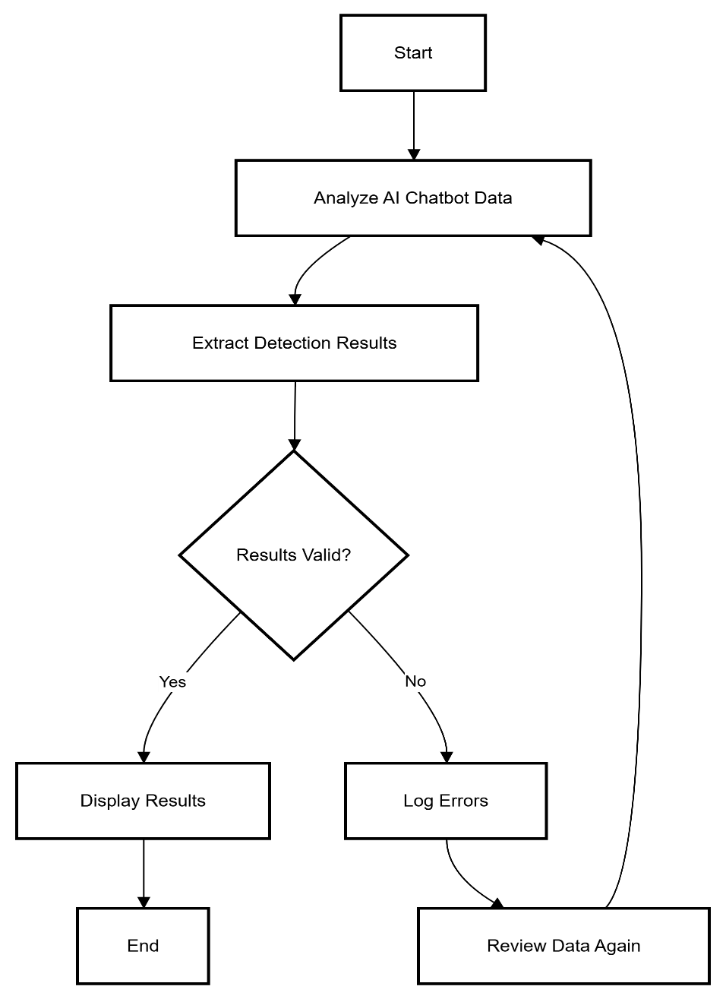 Start
Analyze AI Chatbot Data
Extract Detection Results
Results Valid?
Yes
No
Display Results
Log Errors
End
Review Data Again